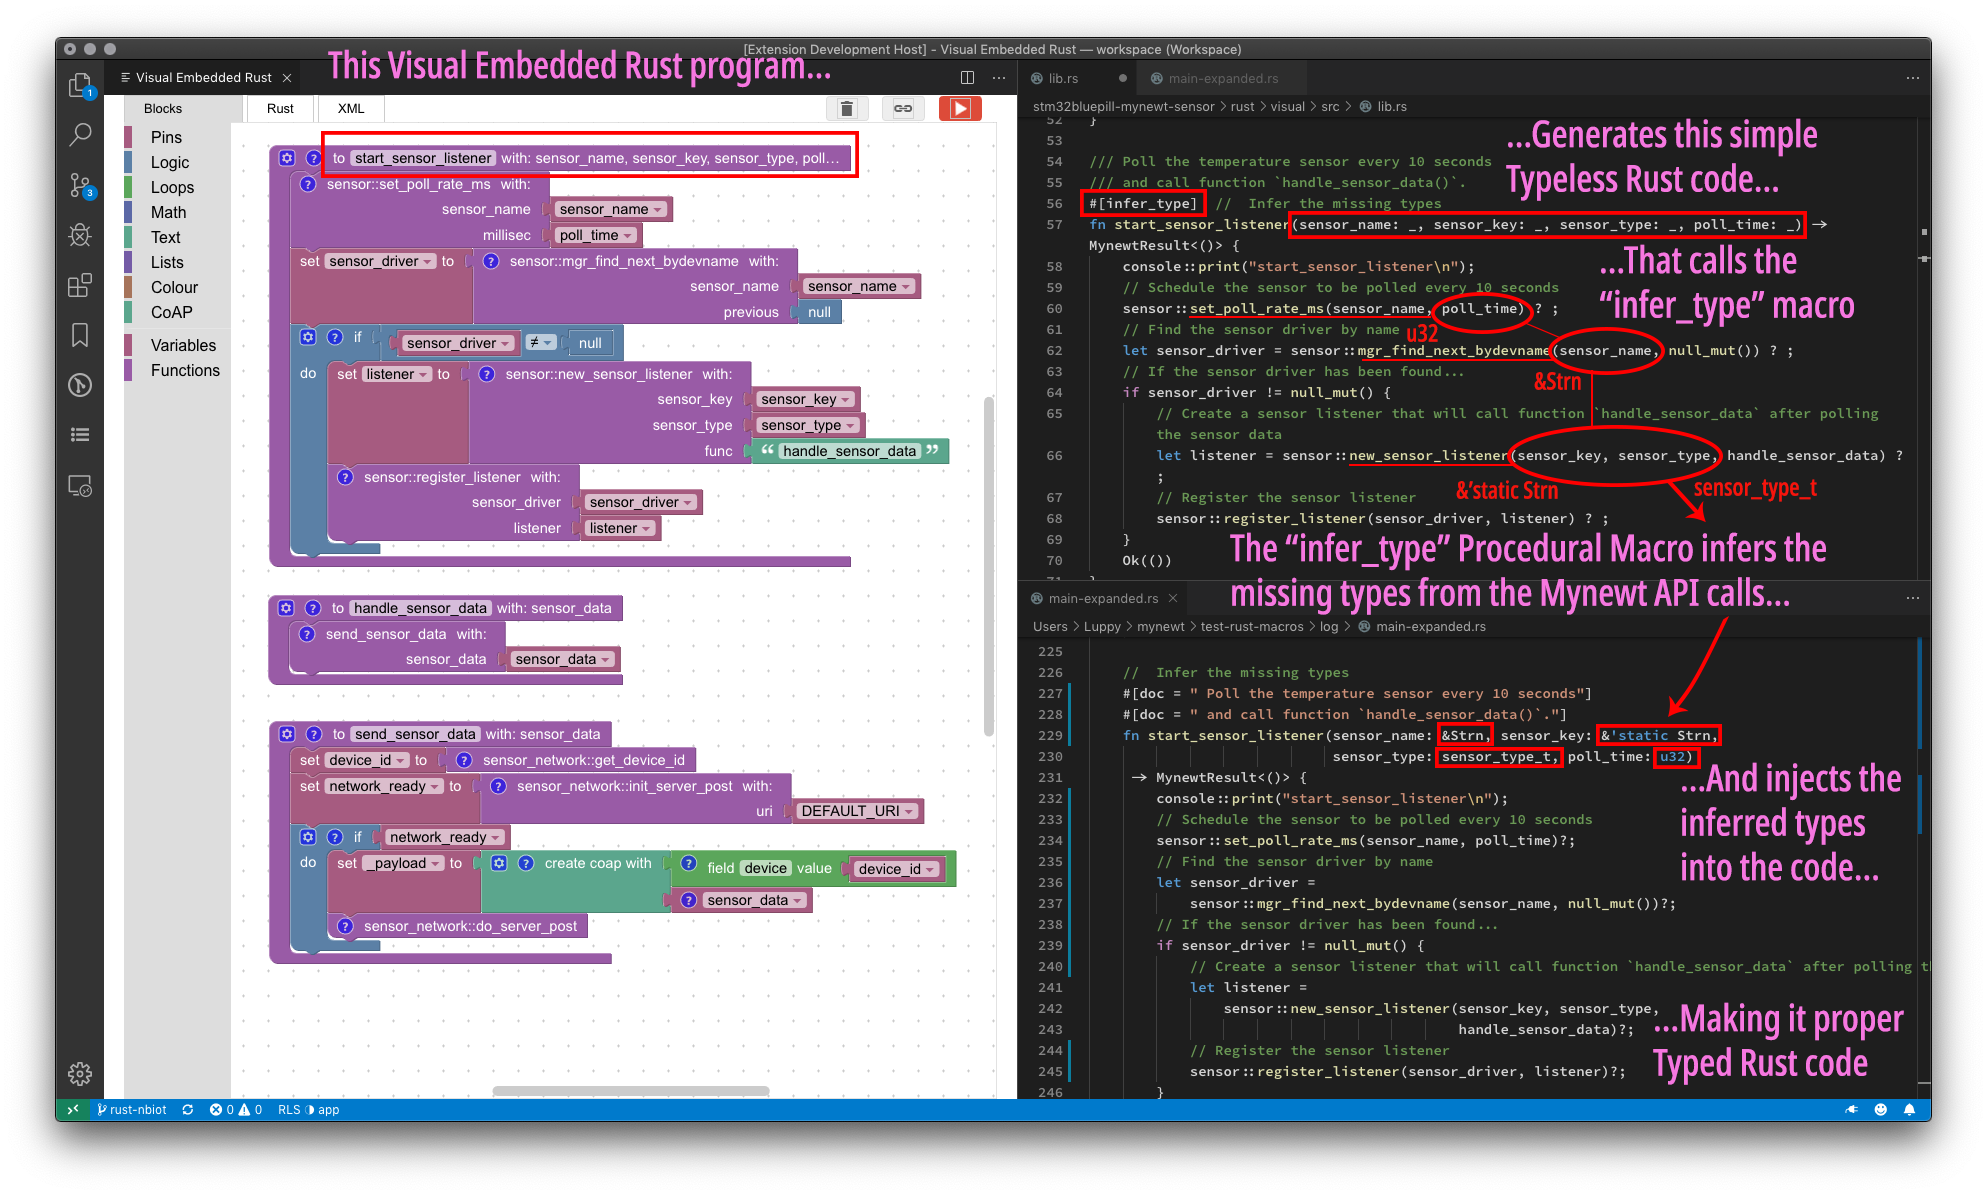 [Extension Development Host] - Visual Embedded Rust — workspace (Workspace)
Visual Embedded Rust
This Visual Embedded Rust program...
Blocks
Rust
XML
Pins
Logic
Loops
Math
Text
Lists
Colour
CoAP
Variables
Functions
to start_sensor_listener with: sensor_name, sensor_key, sensor_type, poll...
sensor::set_poll_rate_ms with:
sensor_name sensor_name
millisec poll_time
set sensor_driver to sensor::mgr_find_next_bydevname with:
sensor_name sensor_name
previous null
if sensor_driver ≠ null
do set listener to sensor::new_sensor_listener with:
sensor_key sensor_key
sensor_type sensor_type
func “ handle_sensor_data ”
sensor::register_listener with:
sensor_driver sensor_driver
listener listener
to handle_sensor_data with: sensor_data
send_sensor_data with:
sensor_data sensor_data
to send_sensor_data with: sensor_data
set device_id to sensor_network::get_device_id
set network_ready to sensor_network::init_server_post with:
uri DEFAULT_URI
if network_ready
do set _payload to create coap with field device value device_id
sensor_data
sensor_network::do_server_post
lib.rs
main-expanded.rs
stm32bluepill-mynewt-sensor > rust > visual > src > lib.rs
52 }
53
...Generates this simple
Typeless Rust code...
54 /// Poll the temperature sensor every 10 seconds
55 /// and call function `handle_sensor_data()`.
56 #[infer_type] // Infer the missing types
57 fn start_sensor_listener(sensor_name: _, sensor_key: _, sensor_type: _, poll_time: _) →
MynewtResult<()> {
...That calls the
“infer_type” macro
58 console::print("start_sensor_listener\n");
59 // Schedule the sensor to be polled every 10 seconds
60 sensor::set_poll_rate_ms(sensor_name, poll_time) ? ;
61 // Find the sensor driver by name
u32
62 let sensor_driver = sensor::mgr_find_next_bydevname(sensor_name, null_mut()) ? ;
63 // If the sensor driver has been found...
&Strn
64 if sensor_driver != null_mut() {
65 // Create a sensor listener that will call function `handle_sensor_data` after polling
the sensor data
66 let listener = sensor::new_sensor_listener(sensor_key, sensor_type, handle_sensor_data) ?
;
&’static Strn
sensor_type_t
67 // Register the sensor listener
68 sensor::register_listener(sensor_driver, listener) ? ;
69 }
70 Ok(())
71 }
The “infer_type” Procedural Macro infers the
missing types from the Mynewt API calls...
main-expanded.rs
Users > Luppy > mynewt > test-rust-macros > log > main-expanded.rs
225
226 // Infer the missing types
227 #[doc = " Poll the temperature sensor every 10 seconds"]
228 #[doc = " and call function `handle_sensor_data()`."]
229 fn start_sensor_listener(sensor_name: &Strn, sensor_key: &'static Strn,
230 sensor_type: sensor_type_t, poll_time: u32)
231 → MynewtResult<()> {
...And injects the
inferred types
into the code...
232 console::print("start_sensor_listener\n");
233 // Schedule the sensor to be polled every 10 seconds
234 sensor::set_poll_rate_ms(sensor_name, poll_time)?;
235 // Find the sensor driver by name
236 let sensor_driver =
237 sensor::mgr_find_next_bydevname(sensor_name, null_mut())?;
238 // If the sensor driver has been found...
239 if sensor_driver != null_mut() {
240 // Create a sensor listener that will call function `handle_sensor_data` after polling
241 let listener =
242 sensor::new_sensor_listener(sensor_key, sensor_type,
243 handle_sensor_data)?;
...Making it proper
Typed Rust code
244 // Register the sensor listener
245 sensor::register_listener(sensor_driver, listener)?;
246 }
1
3
rust-nbiot
0
0
RLS
app